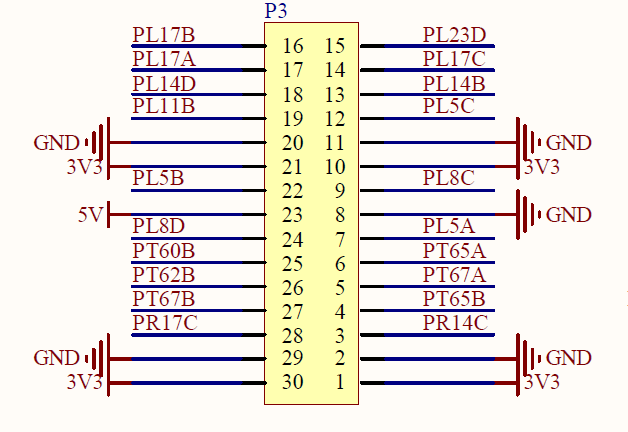 P3
PL17B 16 15 PL23D
PL17A 17 14 PL17C
PL14D 18 13 PL14B
PL11B 19 12 PL5C
GND 20 11 GND
3V3 21 10 3V3
PL5B 22 9 PL8C
5V 23 8 GND
PL8D 24 7 PL5A
PT60B 25 6 PT65A
PT62B 26 5 PT67A
PT67B 27 4 PT65B
PR17C 28 3 PR14C
GND 29 2 GND
3V3 30 1 3V3